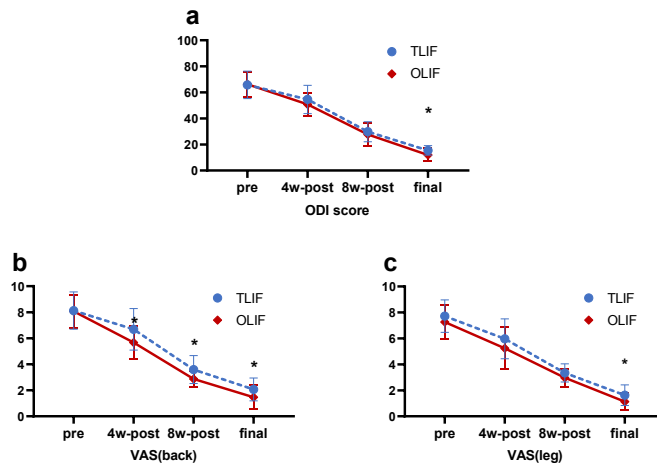 a
100
80
60
40
20
0
TLIF
OLIF
*
pre 4w-post 8w-post final
ODI score
b
10
8
6
4
2
0
TLIF
OLIF
*
*
*
pre 4w-post 8w-post final
VAS(back)
c
10
8
6
4
2
0
TLIF
OLIF
*
pre 4w-post 8w-post final
VAS(leg)